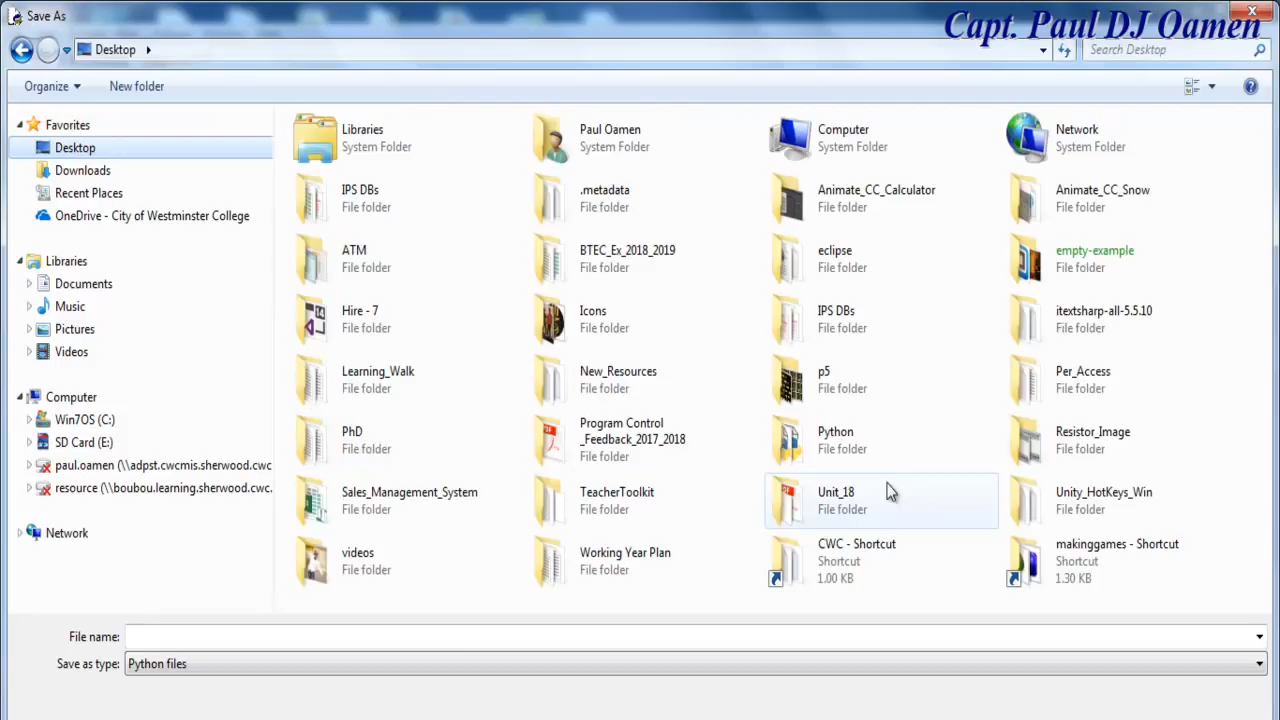 Save As
Capt. Paul DJ Oamen
Desktop
Search Desktop
Organize
New folder
Favorites
Desktop
Downloads
Recent Places
OneDrive - City of Westminster College
Libraries
Documents
Music
Pictures
Videos
Computer
Win7OS (C:)
SD Card (E:)
paul.oamen (\\adpst.cwcmis.sherwood.cwc
resource (\\boubou.learning.sherwood.cwc.
Network
Libraries
System Folder
Paul Oamen
System Folder
Computer
System Folder
Network
System Folder
IPS DBs
File folder
.metadata
File folder
Animate_CC_Calculator
File folder
Animate_CC_Snow
File folder
ATM
File folder
BTEC_Ex_2018_2019
File folder
eclipse
File folder
empty-example
File folder
Hire - 7
File folder
Icons
File folder
IPS DBs
File folder
itextsharp-all-5.5.10
File folder
Learning_Walk
File folder
New_Resources
File folder
p5
File folder
Per_Access
File folder
PhD
File folder
Program Control
_Feedback_2017_2018
File folder
Python
File folder
Resistor_Image
File folder
Sales_Management_System
File folder
TeacherToolkit
File folder
Unit_18
File folder
Unity_HotKeys_Win
File folder
videos
File folder
Working Year Plan
File folder
CWC - Shortcut
Shortcut
1.00 KB
makinggames - Shortcut
Shortcut
1.30 KB
File name:
Save as type:
Python files